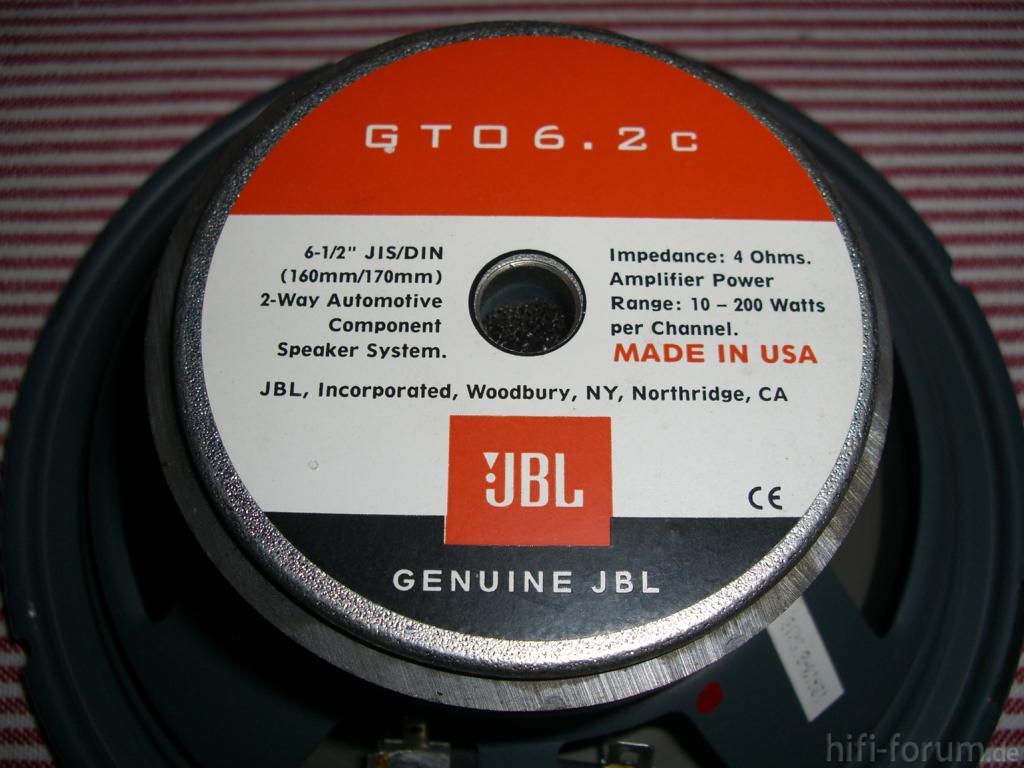 GTO6.2c
6-1/2" JIS/DIN
(160mm/170mm)
2-Way Automotive
Component
Speaker System.
Impedance: 4 Ohms.
Amplifier Power
Range: 10 – 200 Watts
per Channel.
MADE IN USA
JBL, Incorporated, Woodbury, NY, Northridge, CA
JBL
CE
GENUINE JBL
hifi-forum.de